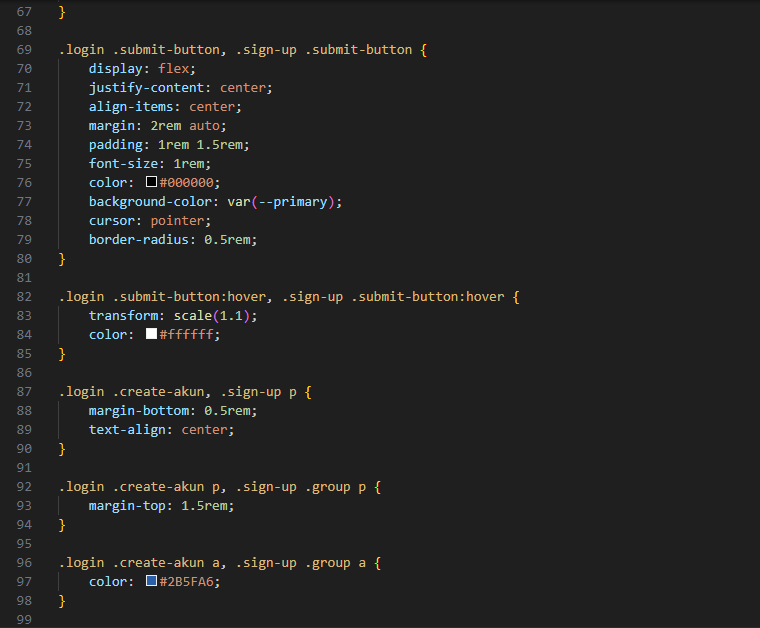 67 }
68
69 .login .submit-button, .sign-up .submit-button {
70 display: flex;
71 justify-content: center;
72 align-items: center;
73 margin: 2rem auto;
74 padding: 1rem 1.5rem;
75 font-size: 1rem;
76 color: #000000;
77 background-color: var(--primary);
78 cursor: pointer;
79 border-radius: 0.5rem;
80 }
81
82 .login .submit-button:hover, .sign-up .submit-button:hover {
83 transform: scale(1.1);
84 color: #ffffff;
85 }
86
87 .login .create-akun, .sign-up p {
88 margin-bottom: 0.5rem;
89 text-align: center;
90 }
91
92 .login .create-akun p, .sign-up .group p {
93 margin-top: 1.5rem;
94 }
95
96 .login .create-akun a, .sign-up .group a {
97 color: #2B5FA6;
98 }
99